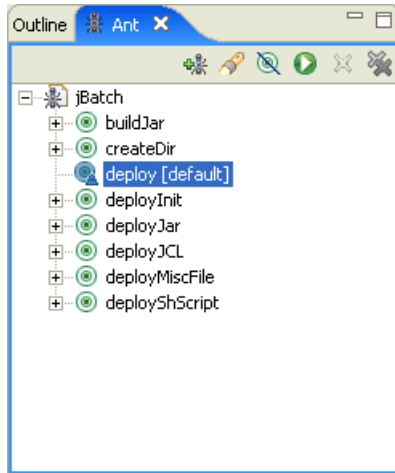 Outline Ant
jBatch
buildJar
createDir
deploy [default]
deployInit
deployJar
deployJCL
deployMiscFile
deployShScript